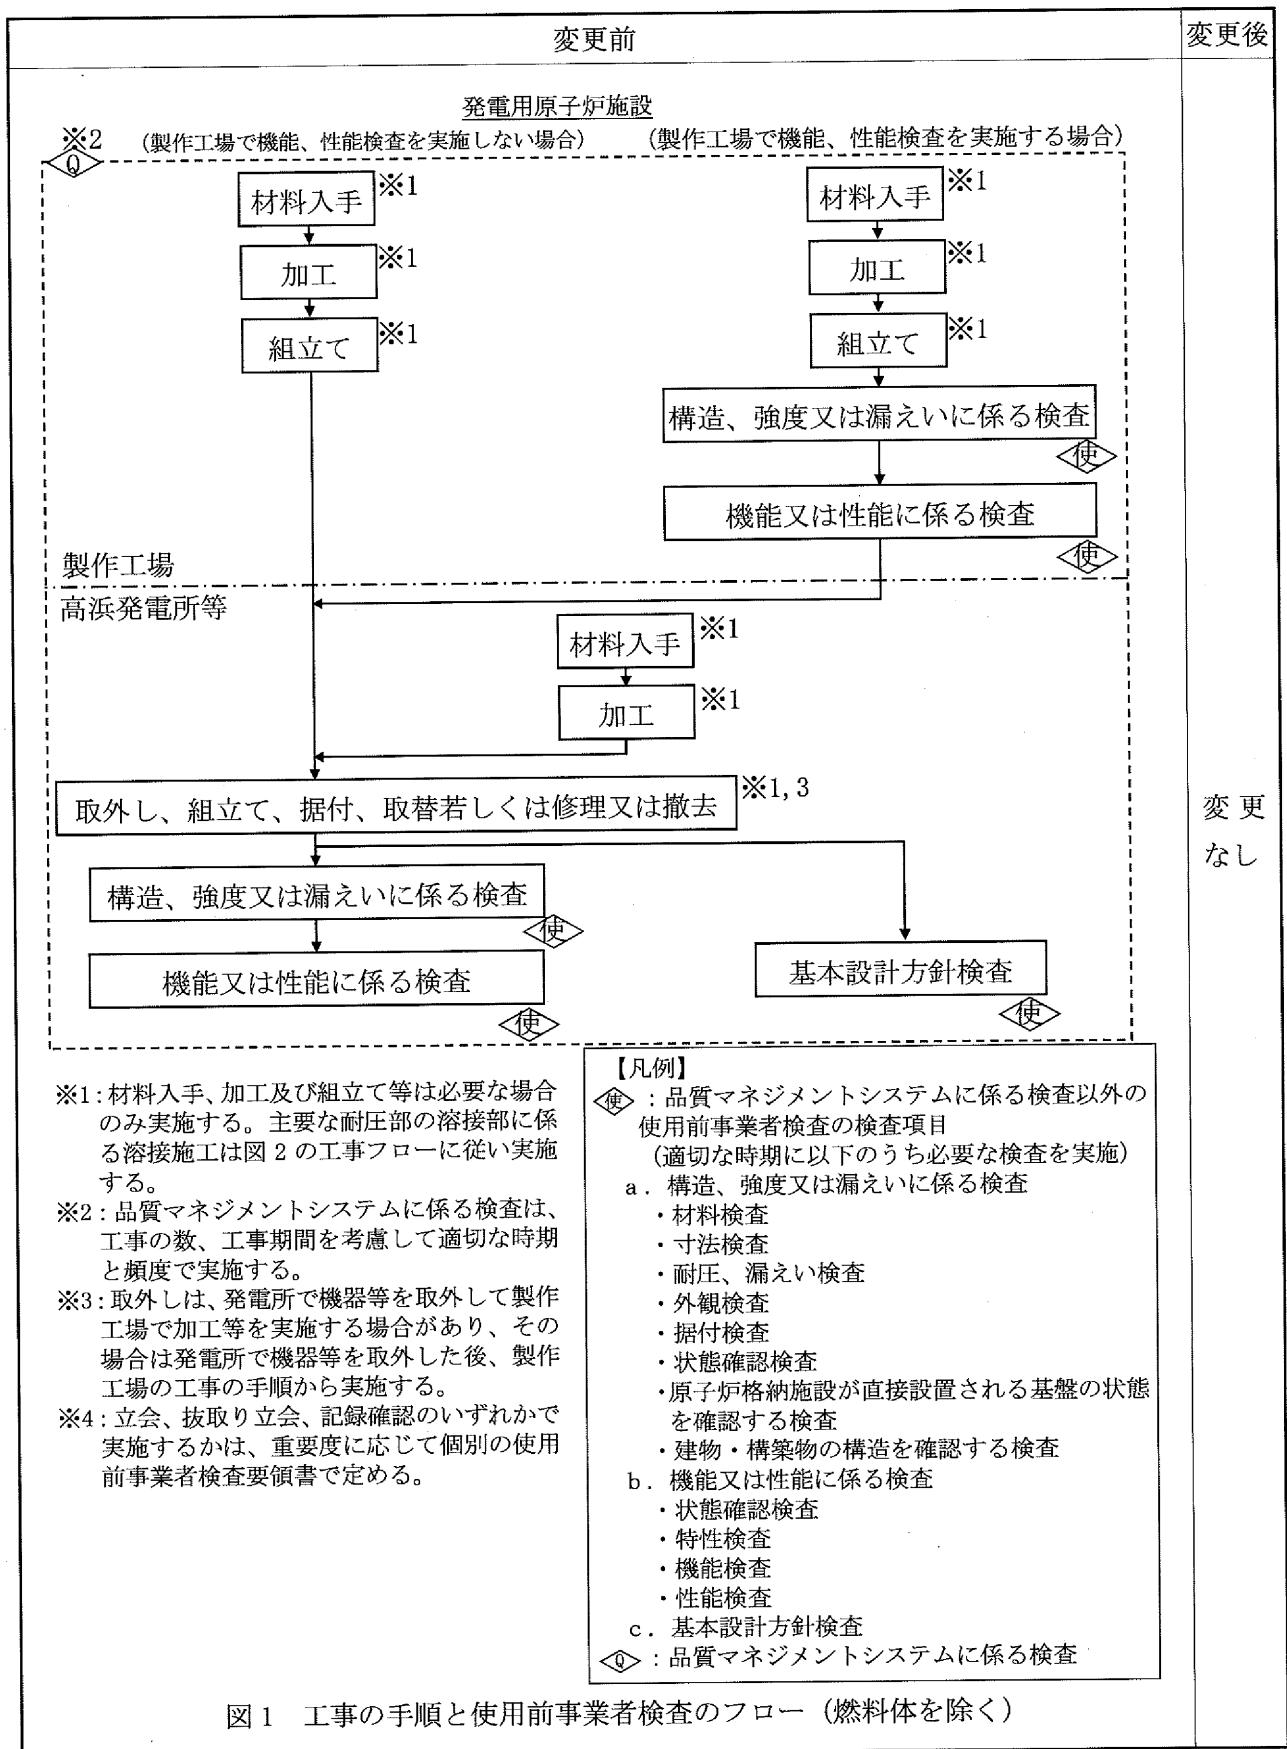 変更前
変更後
発電用原子炉施設
※2
(製作工場で機能、性能検査を実施しない場合)
(製作工場で機能、性能検査を実施する場合)
Q
材料入手
※1
加工
※1
組立て
※1
材料入手
※1
加工
※1
組立て
※1
構造、強度又は漏えいに係る検査
使
機能又は性能に係る検査
使
製作工場
高浜発電所等
材料入手
※1
加工
※1
取外し、組立て、据付、取替若しくは修理又は撤去
※1,3
構造、強度又は漏えいに係る検査
使
機能又は性能に係る検査
使
基本設計方針検査
使
変更
なし
※1:材料入手、加工及び組立て等は必要な場合
のみ実施する。主要な耐圧部の溶接部に係
る溶接施工は図2の工事フローに従い実施
する。
※2:品質マネジメントシステムに係る検査は、
工事の数、工事期間を考慮して適切な時期
と頻度で実施する。
※3:取外しは、発電所で機器等を取外して製作
工場で加工等を実施する場合があり、その
場合は発電所で機器等を取外した後、製作
工場の工事の手順から実施する。
※4:立会、抜取り立会、記録確認のいずれかで
実施するかは、重要度に応じて個別の使用
前事業者検査要領書で定める。
【凡例】
使:品質マネジメントシステムに係る検査以外の
使用前事業者検査の検査項目
(適切な時期に以下のうち必要な検査を実施)
a.構造、強度又は漏えいに係る検査
・材料検査
・寸法検査
・耐圧、漏えい検査
・外観検査
・据付検査
・状態確認検査
・原子炉格納施設が直接設置される基盤の状態
を確認する検査
・建物・構築物の構造を確認する検査
b.機能又は性能に係る検査
・状態確認検査
・特性検査
・機能検査
・性能検査
c.基本設計方針検査
Q:品質マネジメントシステムに係る検査
図1 工事の手順と使用前事業者検査のフロー(燃料体を除く)